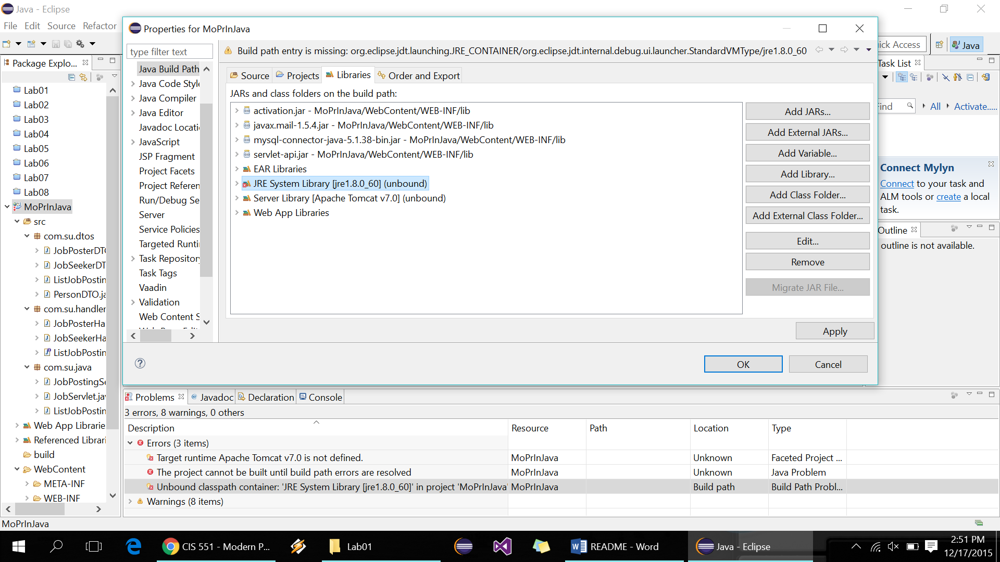 Java - Eclipse
File Edit Source Refactor
Properties for MoPrInJava
type filter text
Build path entry is missing: org.eclipse.jdt.launching.JRE_CONTAINER/org.eclipse.jdt.internal.debug.ui.launcher.StandardVMType/jre1.8.0_60
Java
Package Explo...
Lab01
Lab02
Lab03
Lab04
Lab05
Lab06
Lab07
Lab08
MoPrInJava
src
com.su.dtos
JobPosterDT
JobSeekerDT
ListJobPostin
PersonDTO.ja
com.su.handler
JobPosterHa
JobSeekerHa
ListJobPostin
com.su.java
JobPostingSe
JobServlet.jav
ListJobPostin
Web App Librarie
Referenced Librari
build
WebContent
META-INF
WEB-INF
MoPrInJava
Java Build Path
Java Code Style
Java Compiler
Java Editor
Javadoc Locati
JavaScript
JSP Fragment
Project Facets
Project Referen
Run/Debug Se
Server
Service Policies
Targeted Runti
Task Repository
Task Tags
Vaadin
Validation
Web Content S
Source Projects Libraries Order and Export
JARs and class folders on the build path:
activation.jar - MoPrInJava/WebContent/WEB-INF/lib
javax.mail-1.5.4.jar - MoPrInJava/WebContent/WEB-INF/lib
mysql-connector-java-5.1.38-bin.jar - MoPrInJava/WebContent/WEB-INF/lib
servlet-api.jar - MoPrInJava/WebContent/WEB-INF/lib
EAR Libraries
JRE System Library [jre1.8.0_60] (unbound)
Server Library [Apache Tomcat v7.0] (unbound)
Web App Libraries
Add JARs...
Add External JARs...
Add Variable...
Add Library...
Add Class Folder...
Add External Class Folder...
Edit...
Remove
Migrate JAR File...
Apply
OK Cancel
ick Access
Task List
ind All Activate...
Connect Mylyn
Connect to your task and
ALM tools or create a local
task.
Outline
outline is not available.
Problems Javadoc Declaration Console
3 errors, 8 warnings, 0 others
Description Resource Path Location Type
Errors (3 items)
Target runtime Apache Tomcat v7.0 is not defined. MoPrInJava Unknown Faceted Project ...
The project cannot be built until build path errors are resolved MoPrInJava Unknown Java Problem
Unbound classpath container: 'JRE System Library [jre1.8.0_60]' in project 'MoPrInJava' MoPrInJava Build path Build Path Probl...
Warnings (8 items)
CIS 551 - Modern P... Lab01 README - Word Java - Eclipse
2:51 PM
12/17/2015